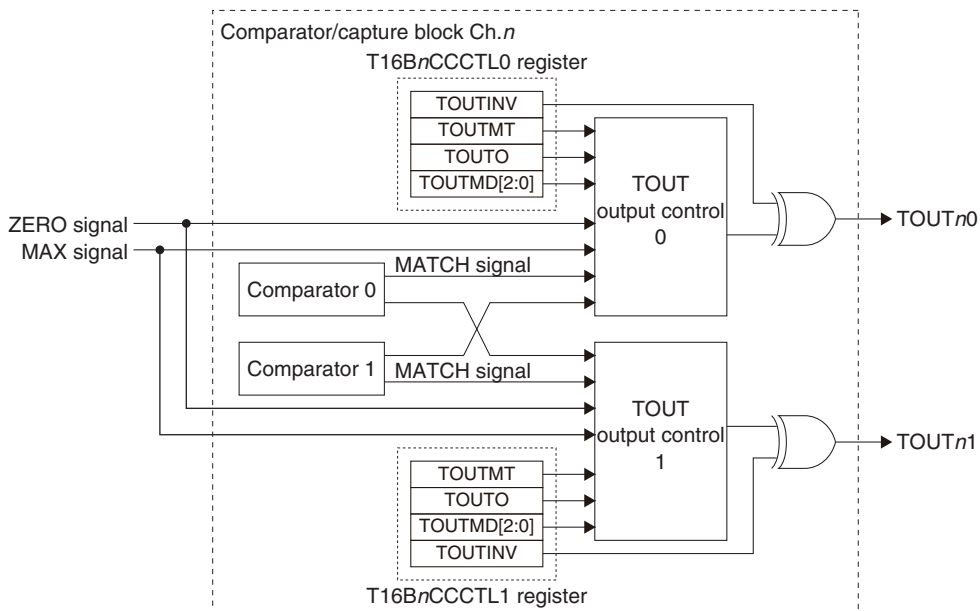 Comparator/capture block Ch.n
T16BnCCCTL0 register
TOUTINV
TOUTMT
TOUTO
TOUTMD[2:0]
TOUT
output control
0
TOUTn0
ZERO signal
MAX signal
MATCH signal
Comparator 0
Comparator 1
MATCH signal
TOUT
output control
1
TOUTn1
TOUTMT
TOUTO
TOUTMD[2:0]
TOUTINV
T16BnCCCTL1 register